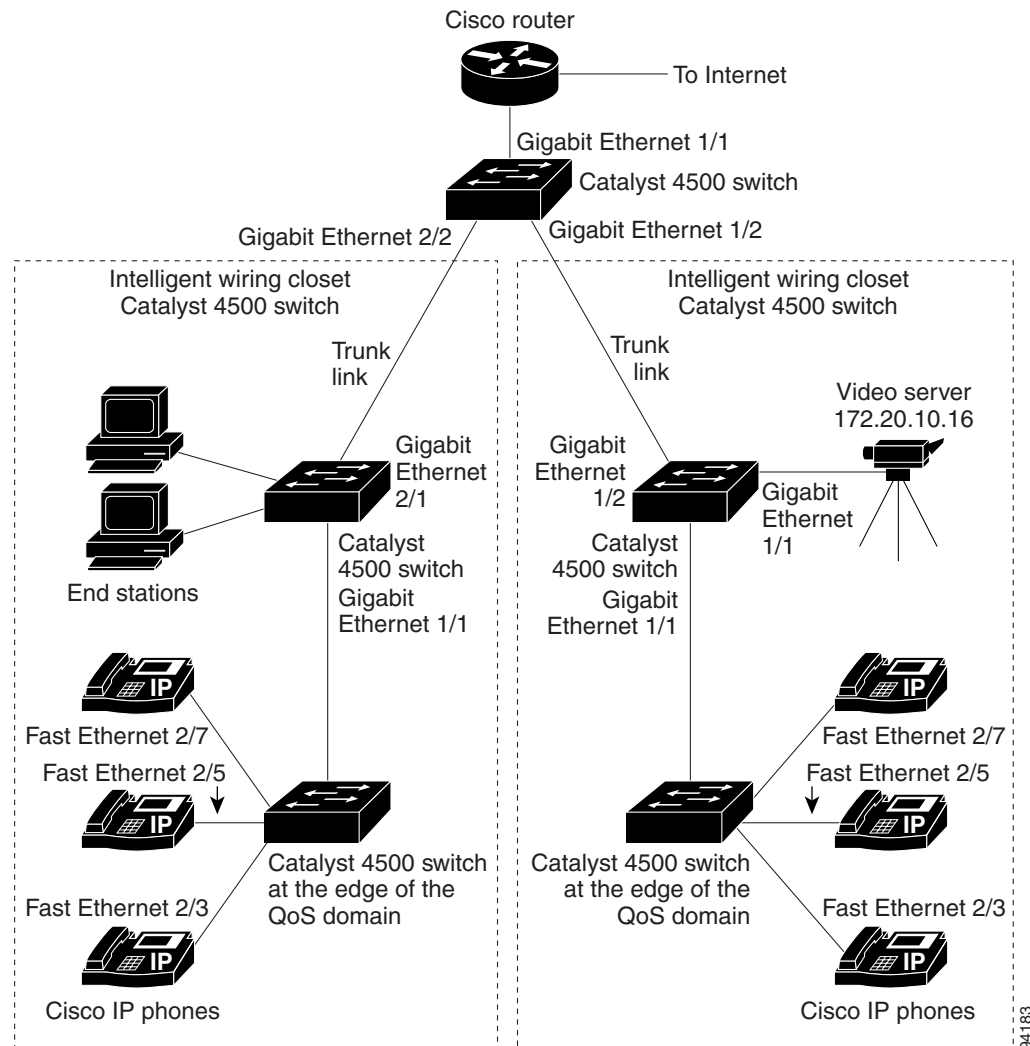 Cisco router
To Internet
Gigabit Ethernet 1/1
Catalyst 4500 switch
Gigabit Ethernet 2/2
Gigabit Ethernet 1/2
Intelligent wiring closet
Catalyst 4500 switch
Trunk
link
Gigabit
Ethernet
2/1
End stations
Catalyst
4500 switch
Gigabit
Ethernet 1/1
IP
Fast Ethernet 2/7
Fast Ethernet 2/5
IP
Fast Ethernet 2/3
IP
Cisco IP phones
Catalyst 4500 switch
at the edge of the
QoS domain
Intelligent wiring closet
Catalyst 4500 switch
Trunk
link
Video server
172.20.10.16
Gigabit
Ethernet
1/2
Gigabit
Ethernet
1/1
Catalyst
4500 switch
Gigabit
Ethernet 1/1
IP
Fast Ethernet 2/7
Fast Ethernet 2/5
IP
Catalyst 4500 switch
at the edge of the
QoS domain
Fast Ethernet 2/3
IP
Cisco IP phones
94183